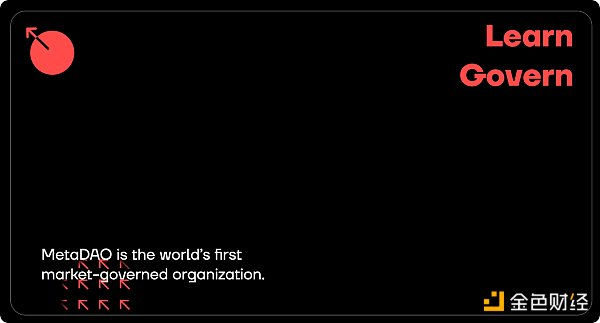 Learn
Govern
MetaDAO is the world's first
market-governed organization.
金色财经